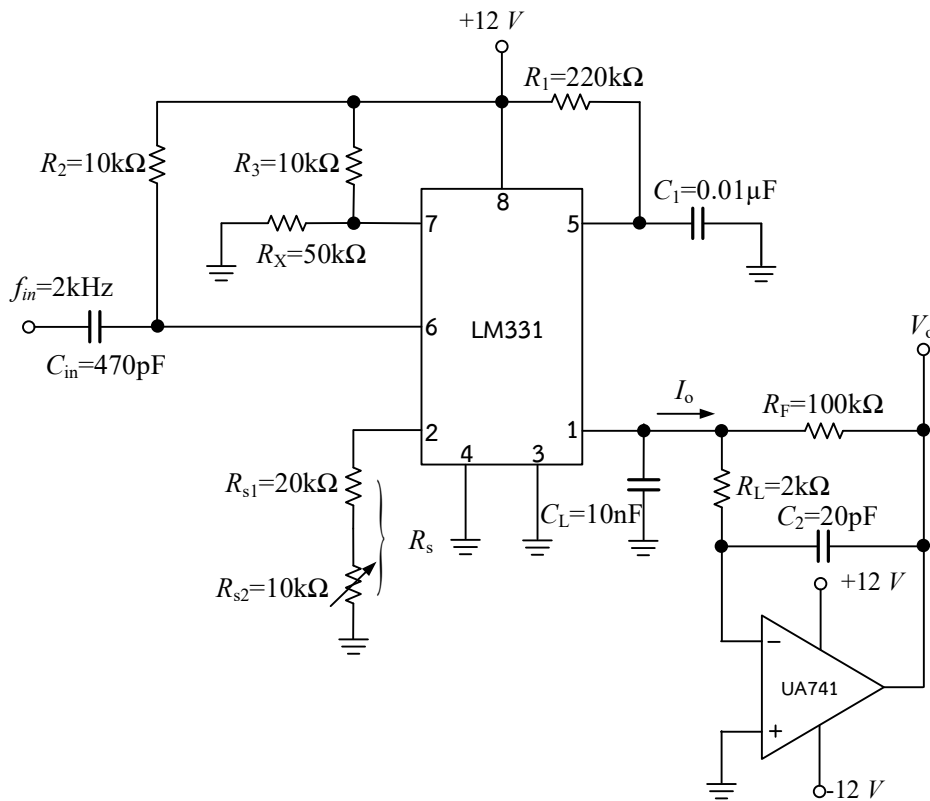 +12 V
R1=220kΩ
R2=10kΩ
R3=10kΩ
C1=0.01µF
8
7
5
RX=50kΩ
fin=2kHz
6
LM331
Cin=470pF
Vo
Io
RF=100kΩ
2
1
4
3
Rs1=20kΩ
RL=2kΩ
CL=10nF
C2=20pF
Rs
Rs2=10kΩ
+12 V
−
UA741
+
-12 V